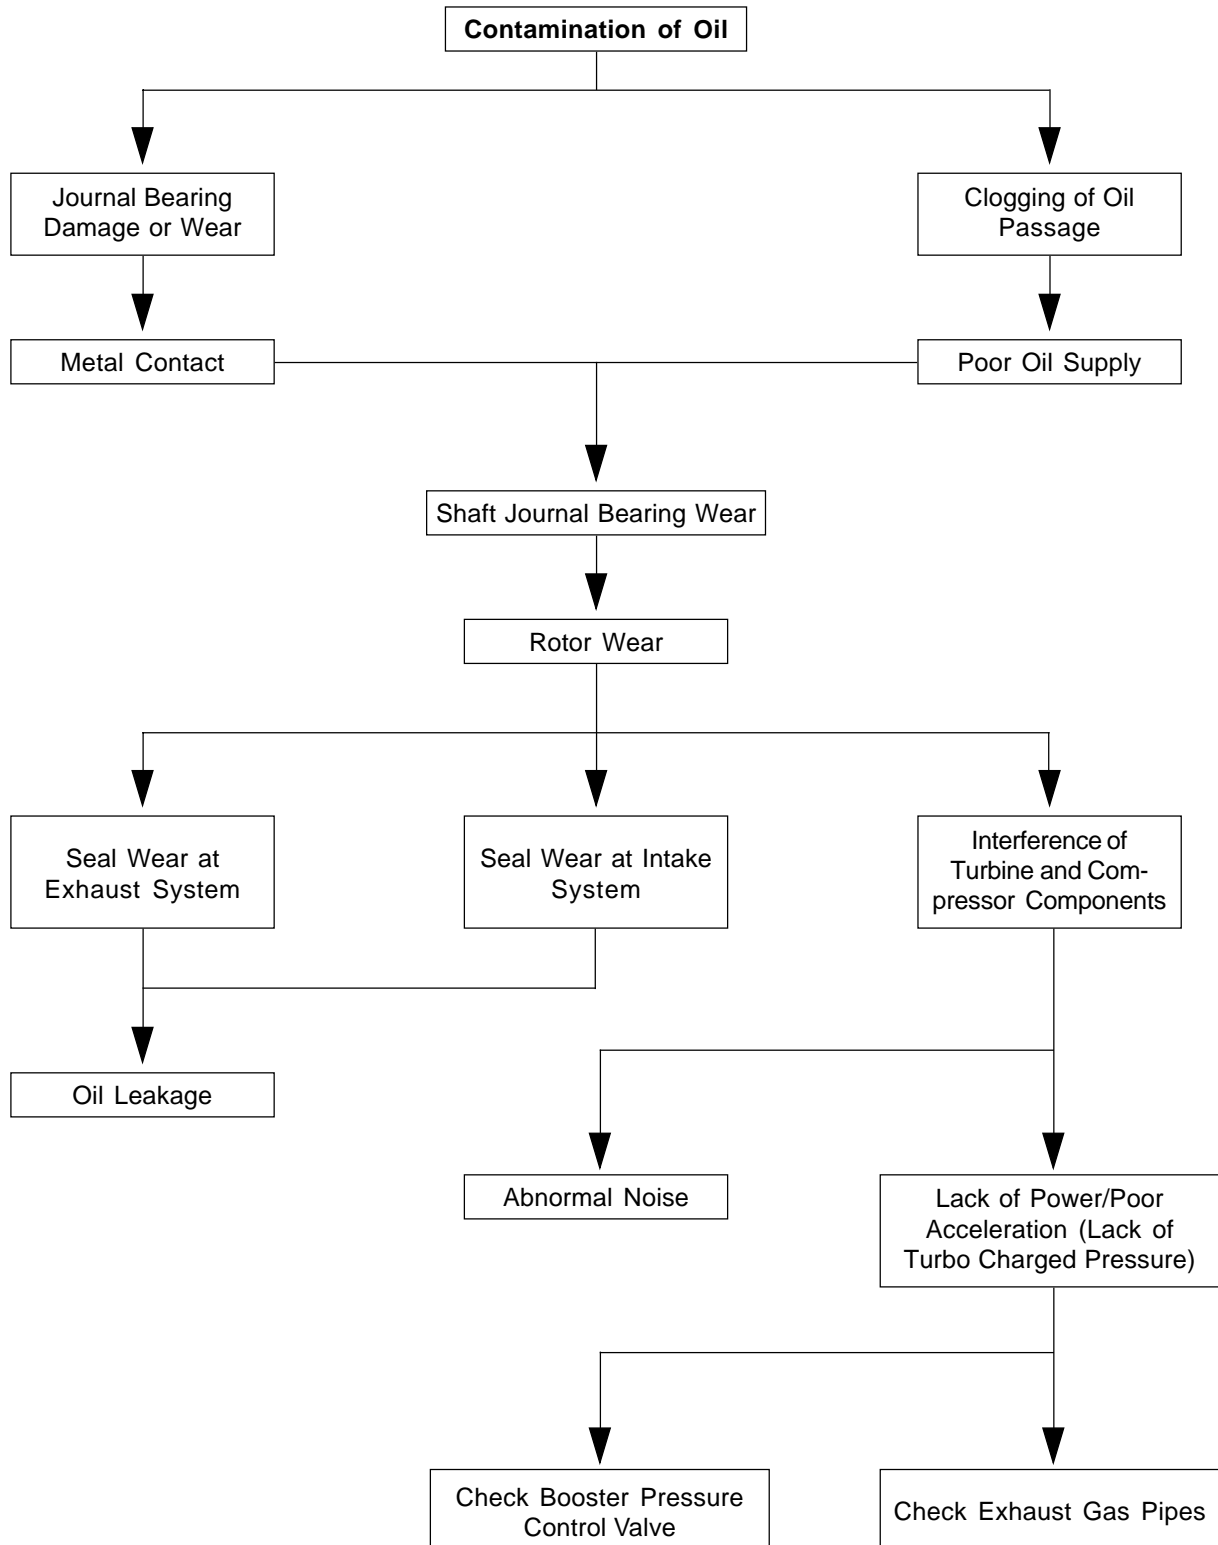 Contamination of Oil
Journal Bearing
Damage or Wear
Clogging of Oil
Passage
Metal Contact
Poor Oil Supply
Shaft Journal Bearing Wear
Rotor Wear
Seal Wear at
Exhaust System
Seal Wear at Intake
System
Interference of
Turbine and Com-
pressor Components
Oil Leakage
Abnormal Noise
Lack of Power/Poor
Acceleration (Lack of
Turbo Charged Pressure)
Check Booster Pressure
Control Valve
Check Exhaust Gas Pipes